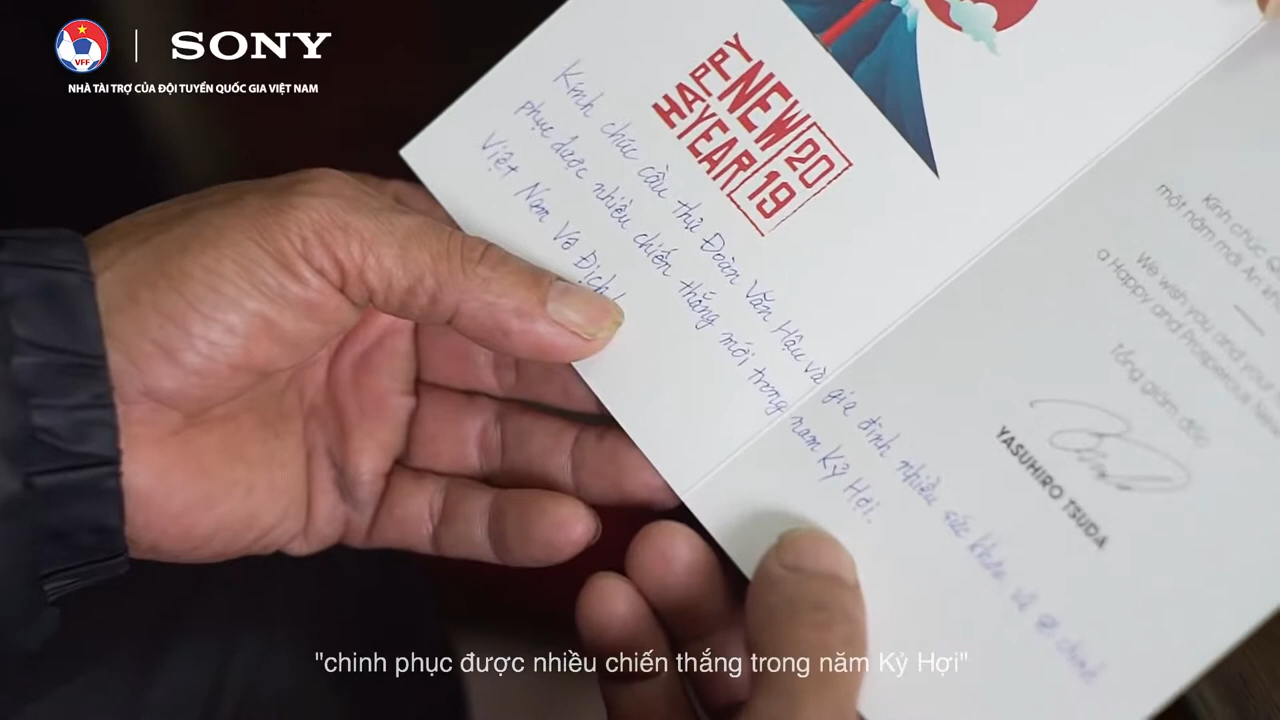 VFF
SONY
NHÀ TÀI TRỢ CỦA ĐỘI TUYỂN QUỐC GIA VIỆT NAM
HAPPY
NEW
YEAR
20
19
Kính chúc cầu thủ Đoàn Văn Hậu và gia đình nhiều sức khỏe và chinh
phục được nhiều chiến thắng mới trong năm Kỷ Hợi.
Việt Nam Vô Địch!
Kính chúc
một năm mới An
We wish you and your
a Happy and Prosperous New
Tổng giám đốc
YASUHIRO TSUDA
"chinh phục được nhiều chiến thắng trong năm Kỷ Hợi"